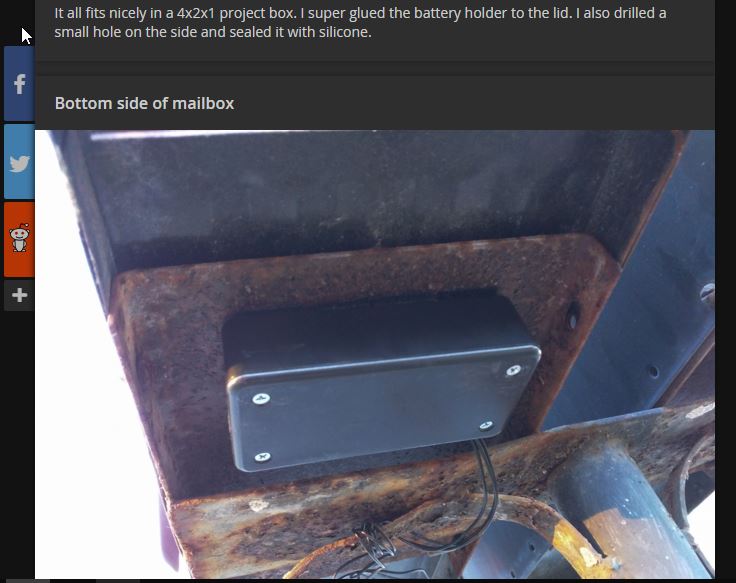 It all fits nicely in a 4x2x1 project box. I super glued the battery holder to the lid. I also drilled a
small hole on the side and sealed it with silicone.
Bottom side of mailbox